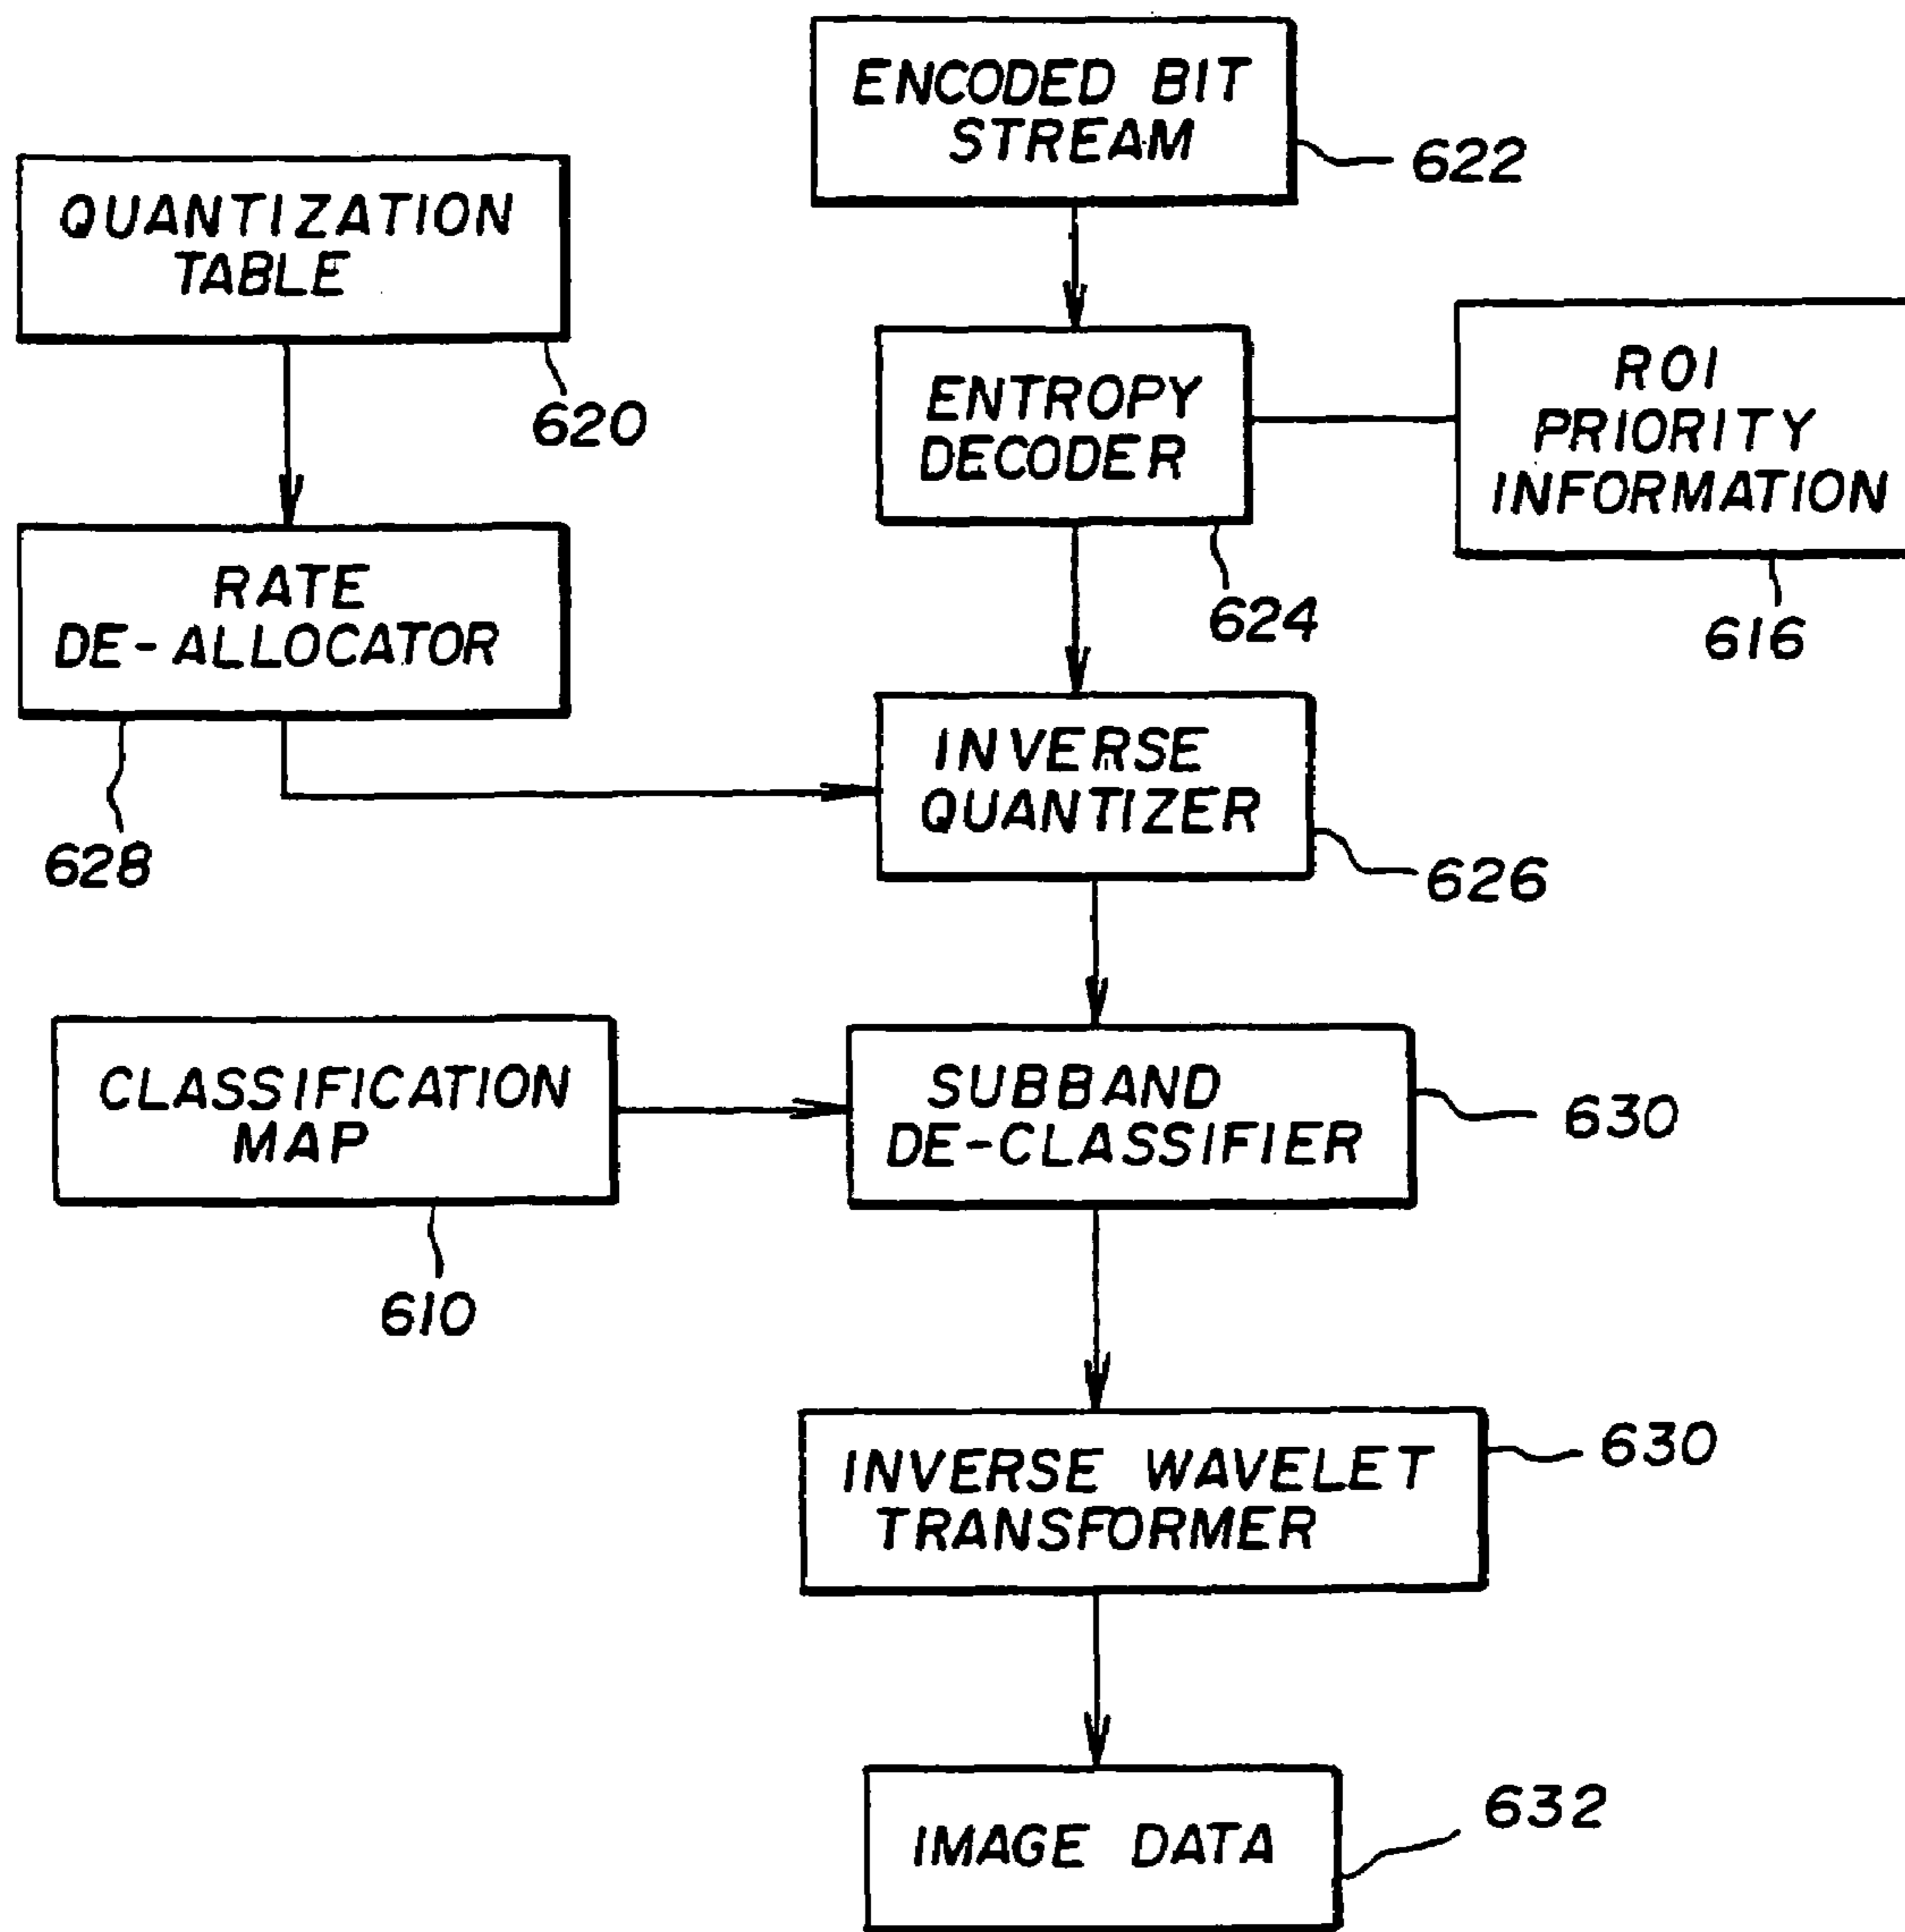 ENCODED BIT
STREAM
622
QUANTIZATION
TABLE
620
ENTROPY
DECODER
624
ROI
PRIORITY
INFORMATION
616
RATE
DE-ALLOCATOR
628
INVERSE
QUANTIZER
626
CLASSIFICATION
MAP
610
SUBBAND
DE-CLASSIFIER
630
INVERSE WAVELET
TRANSFORMER
630
IMAGE DATA
632